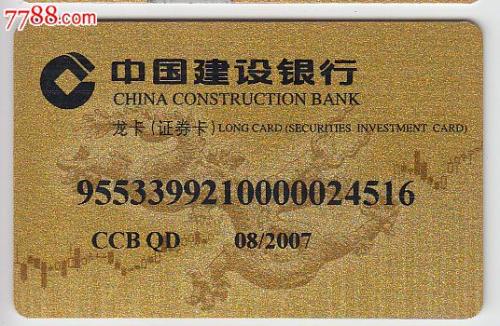 7788.com
中国建设银行
CHINA CONSTRUCTION BANK
龙卡(证券卡) LONG CARD (SECURITIES INVESTMENT CARD)
9553399210000024516
CCB QD 08/2007